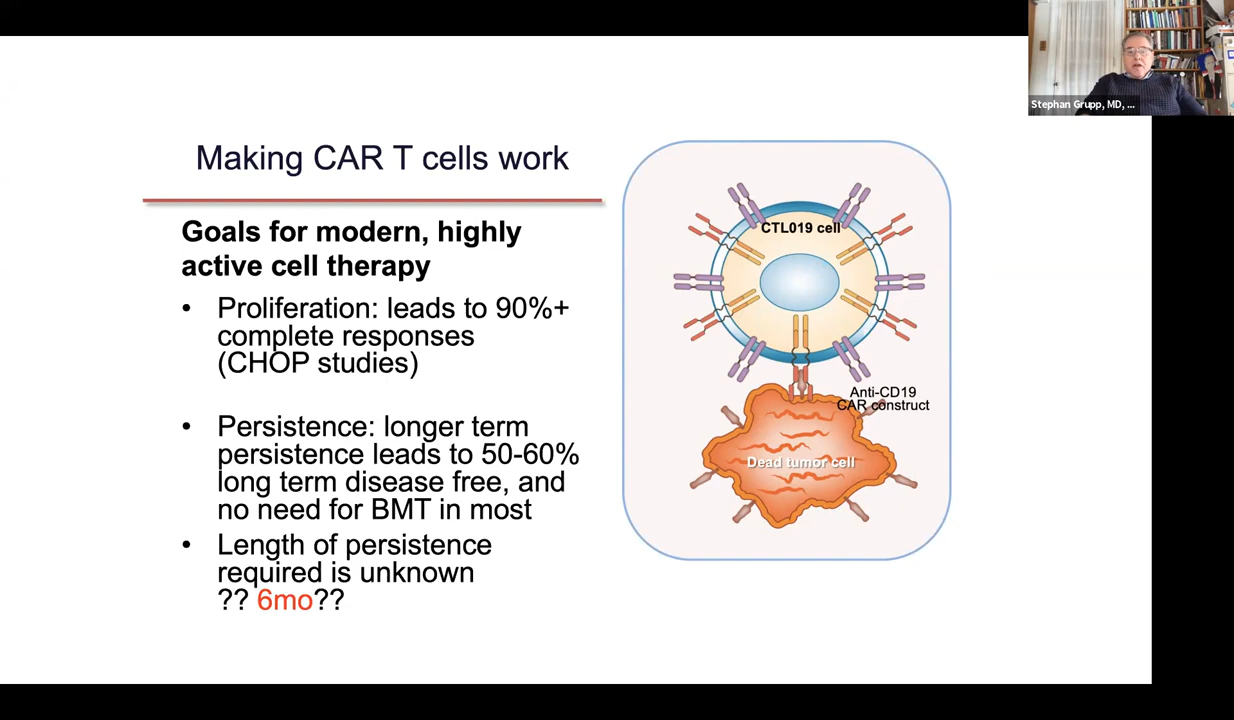 Stephan Grupp, MD, ...
Making CAR T cells work
Goals for modern, highly
active cell therapy
• Proliferation: leads to 90%+
complete responses
(CHOP studies)
• Persistence: longer term
persistence leads to 50-60%
long term disease free, and
no need for BMT in most
• Length of persistence
required is unknown
?? 6mo??
CTL019 cell
Anti-CD19
CAR construct
Dead tumor cell